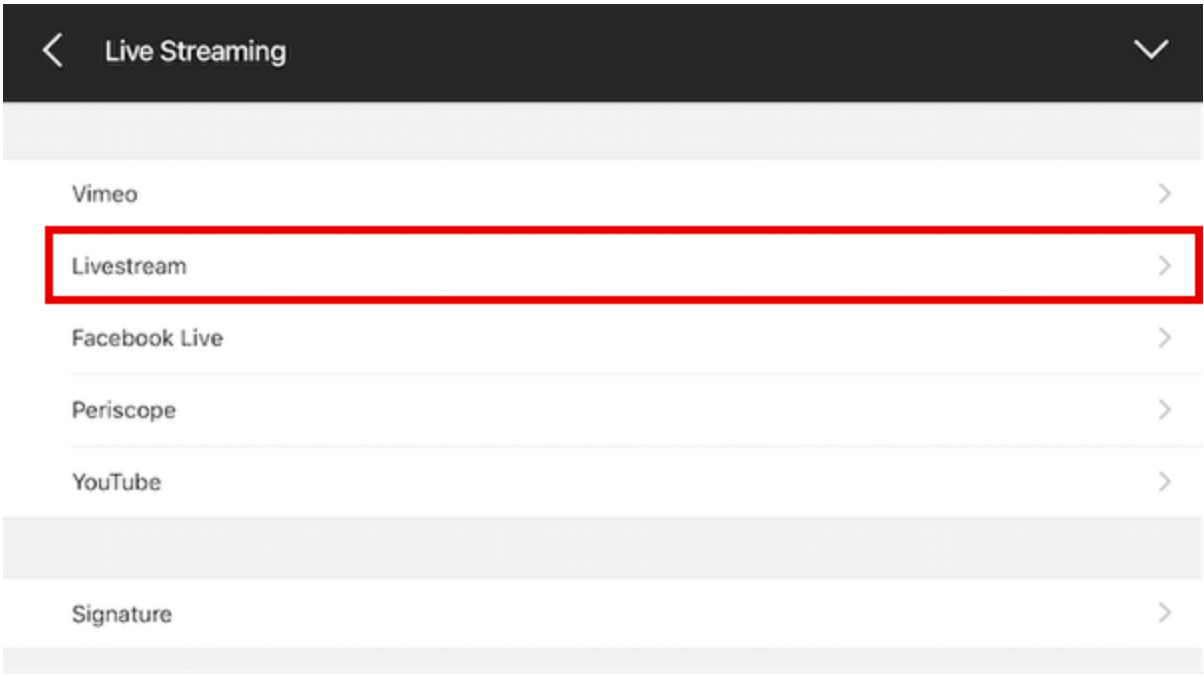 Live Streaming
Vimeo
Livestream
Facebook Live
Periscope
YouTube
Signature